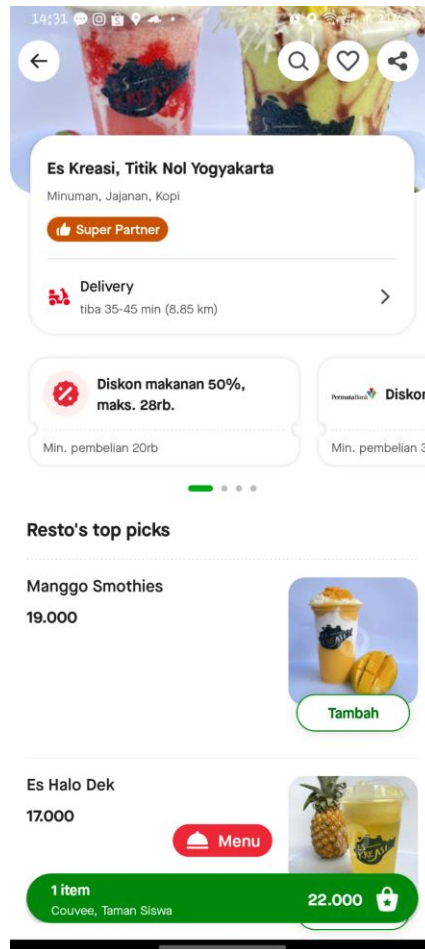 14:31
Es Kreasi, Titik Nol Yogyakarta
Minuman, Jajanan, Kopi
Super Partner
Delivery
tiba 35-45 min (8.85 km)
Diskon makanan 50%,
maks. 28rb.
Min. pembelian 20rb
PermataBank
Diskon
Min. pembelian 3
Resto's top picks
Manggo Smothies
19.000
Tambah
Es Halo Dek
17.000
Menu
1 item
Couvee, Taman Siswa
22.000